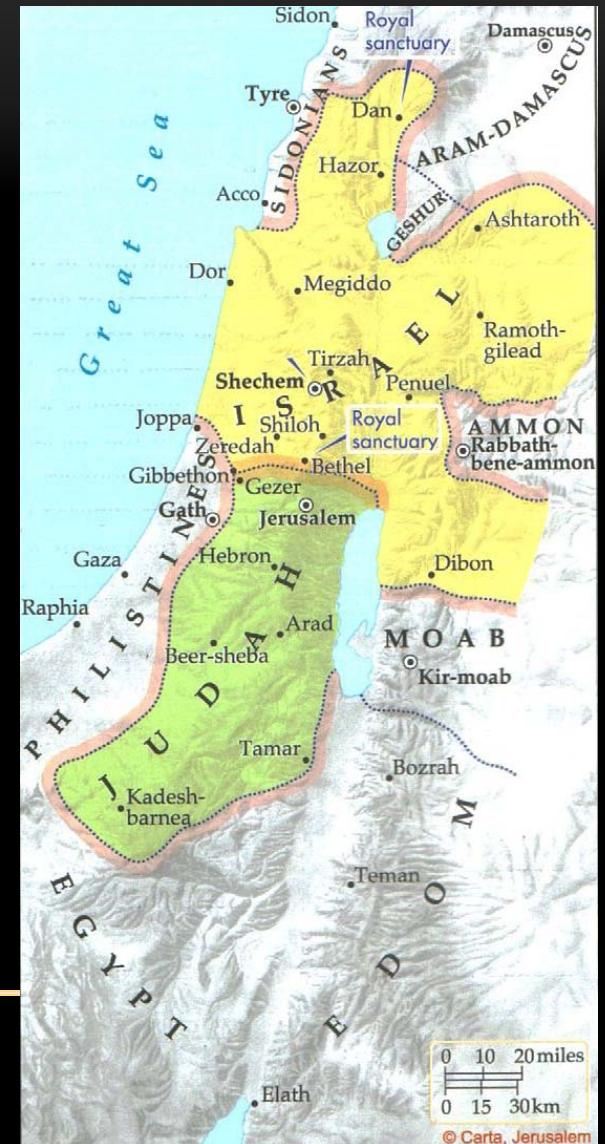 Sidon
Royal
sanctuary
Damascus
Tyre
SIDONIANS
Dan
ARAM-DAMASCUS
Hazor
Acco
GESHUR
Ashtaroth
Great Sea
Dor
Megiddo
Ramoth-
gilead
Tirzah
Shechem
Penuel
ISRAEL
Joppa
Shiloh
Royal
sanctuary
AMMON
Zeredah
Rabbath-
bene-ammon
Gibbethon
Bethel
Gezer
Gath
Jerusalem
PHILISTINES
Gaza
Hebron
Dibon
Raphia
Arad
MOAB
Beer-sheba
JUDAH
Kir-moab
Tamar
Bozrah
Kadesh-
barnea
Teman
EDOM
EGYPT
0 10 20 miles
0 15 30 km
Elath
© Carta, Jerusalem